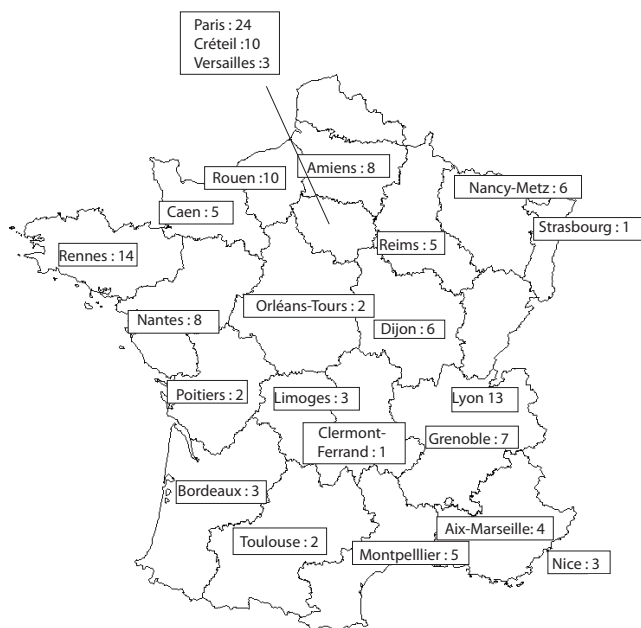 Paris : 24
Créteil :10
Versailles :3
Amiens : 8
Rouen :10
Nancy-Metz : 6
Caen : 5
Strasbourg : 1
Reims : 5
Rennes : 14
Orléans-Tours : 2
Nantes : 8
Dijon : 6
Poitiers : 2
Limoges : 3
Lyon 13
Clermont-
Ferrand : 1
Grenoble : 7
Bordeaux : 3
Aix-Marseille: 4
Toulouse : 2
Montpelllier : 5
Nice : 3